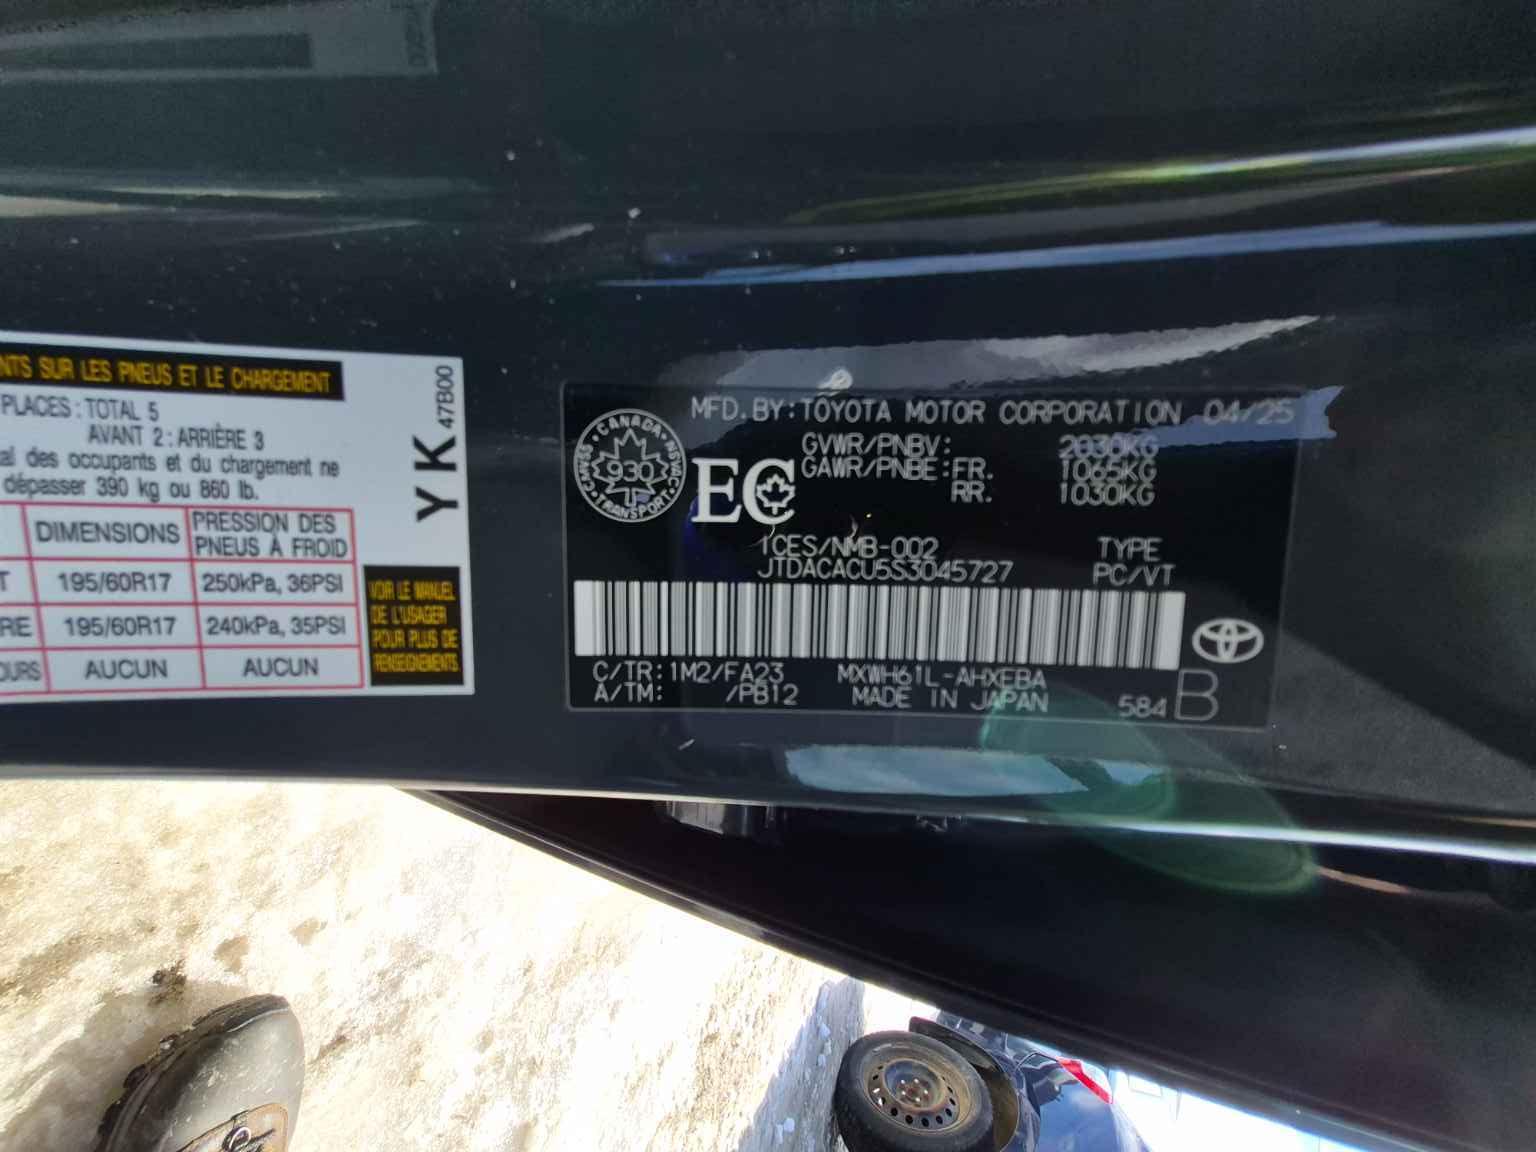 NTS SUR LES PNEUS ET LE CHARGEMENT
PLACES : TOTAL 5
AVANT 2 : ARRIÈRE 3
al des occupants et du chargement ne
dépasser 390 kg ou 860 lb.
DIMENSIONS
PRESSION DES
PNEUS À FROID
T 195/60R17 250kPa, 36PSI
RE 195/60R17 240kPa, 35PSI
OURS AUCUN AUCUN
VOIR LE MANUEL
DE L'USAGER
POUR PLUS DE
RENSEIGNEMENTS
YK 47B00
CANADA
NSVAC
TRANSPORT
CMVSS
930
EC
MFD. BY: TOYOTA MOTOR CORPORATION 04/25
GVWR/PNBV: 2030KG
GAWR/PNBE: FR. 1065KG
RR. 1030KG
ICES/NMB-002 TYPE
JTDACACU5S3045727 PC/VT
C/TR: 1M2/FA23 MXWH61L-AHXEBA
A/TM: /PB12 MADE IN JAPAN 584 B